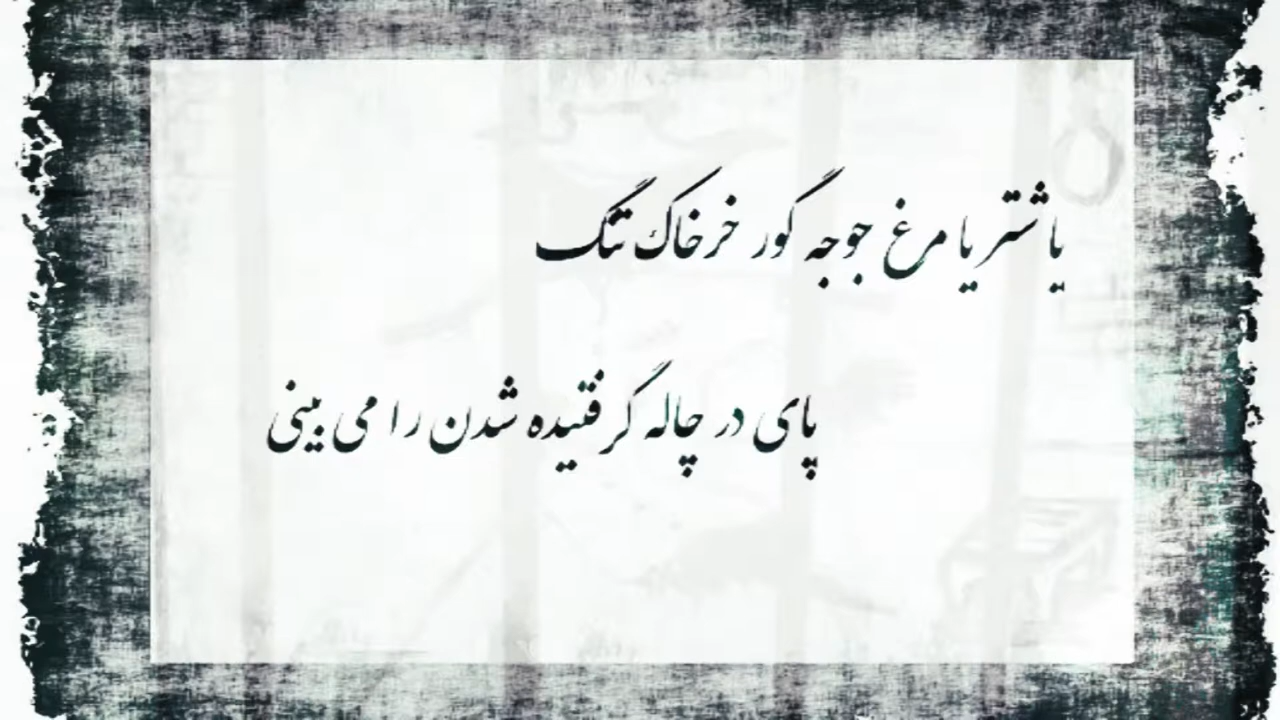 یا شتر یا مرغ جوجه گور خرخاک تنگ
پای در چاله گرفتیده شدن را می بینی